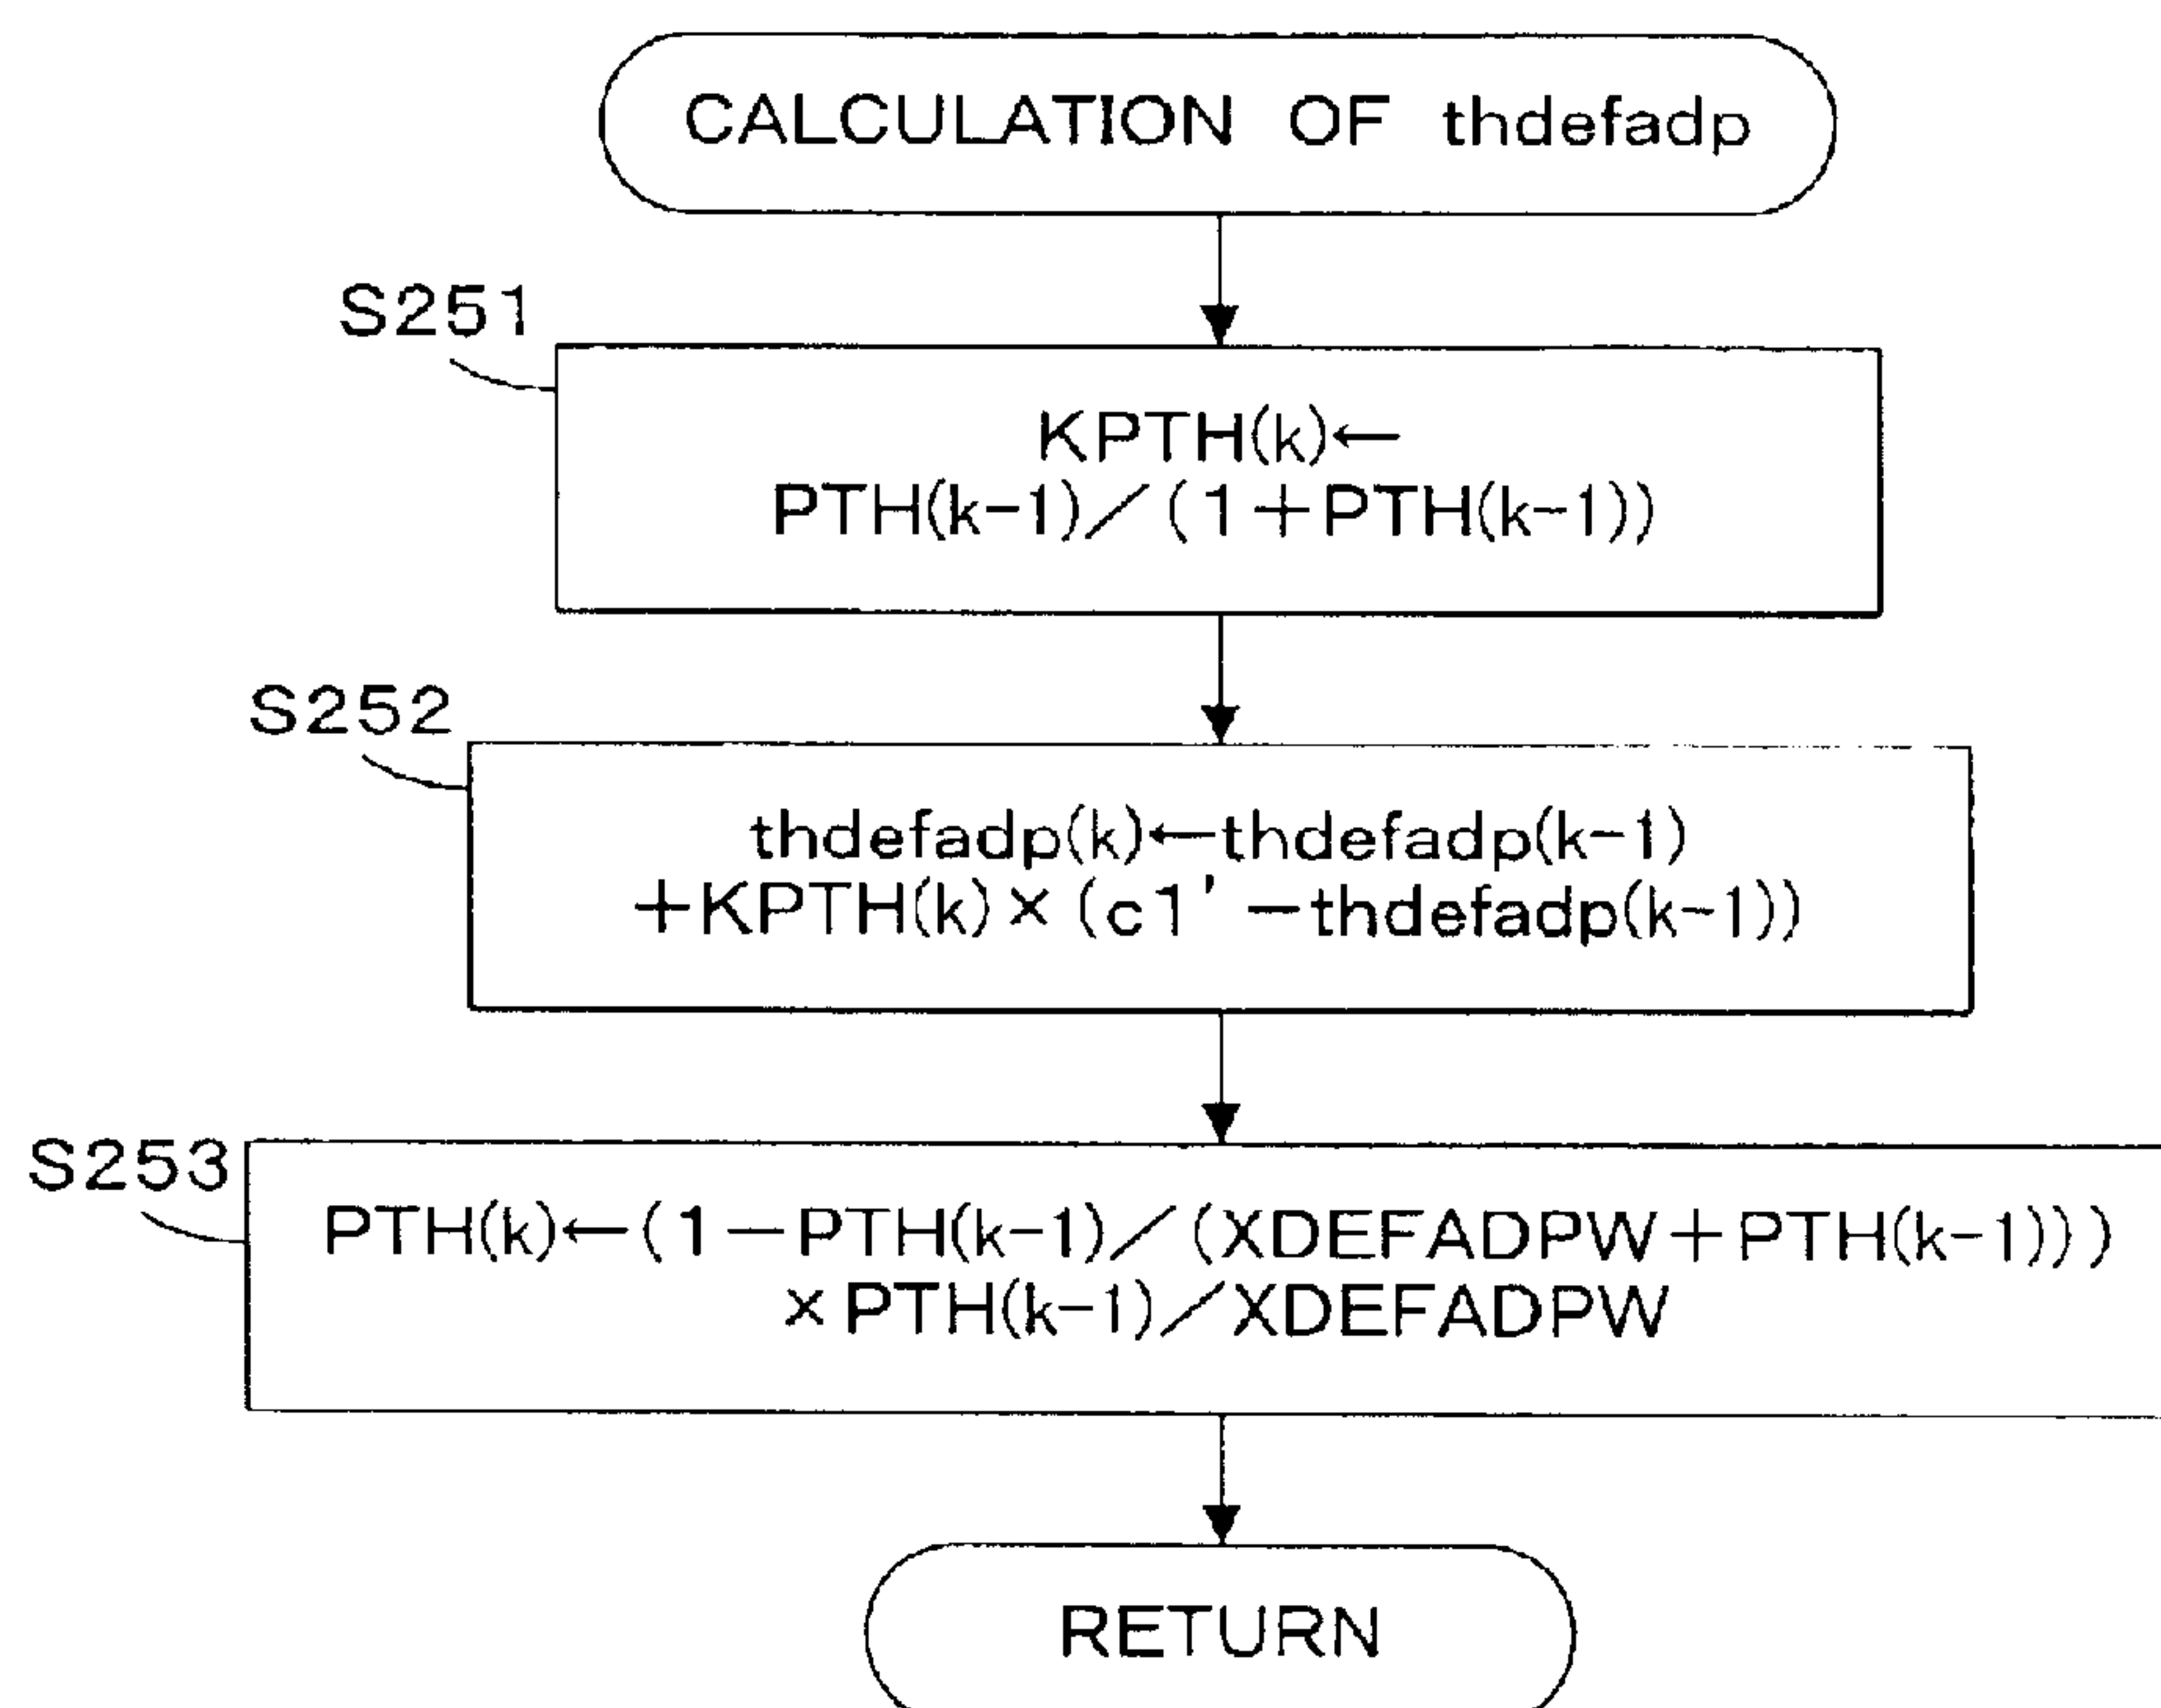 CALCULATION OF thdefadp
S251
KPTH(k)←
PTH(k-1)/(1+PTH(k-1))
S252
thdefadp(k)←thdefadp(k-1)
+KPTH(k)×(c1'-thdefadp(k-1))
S253
PTH(k)←(1-PTH(k-1)/(XDEFADPW+PTH(k-1)))
×PTH(k-1)/XDEFADPW
RETURN